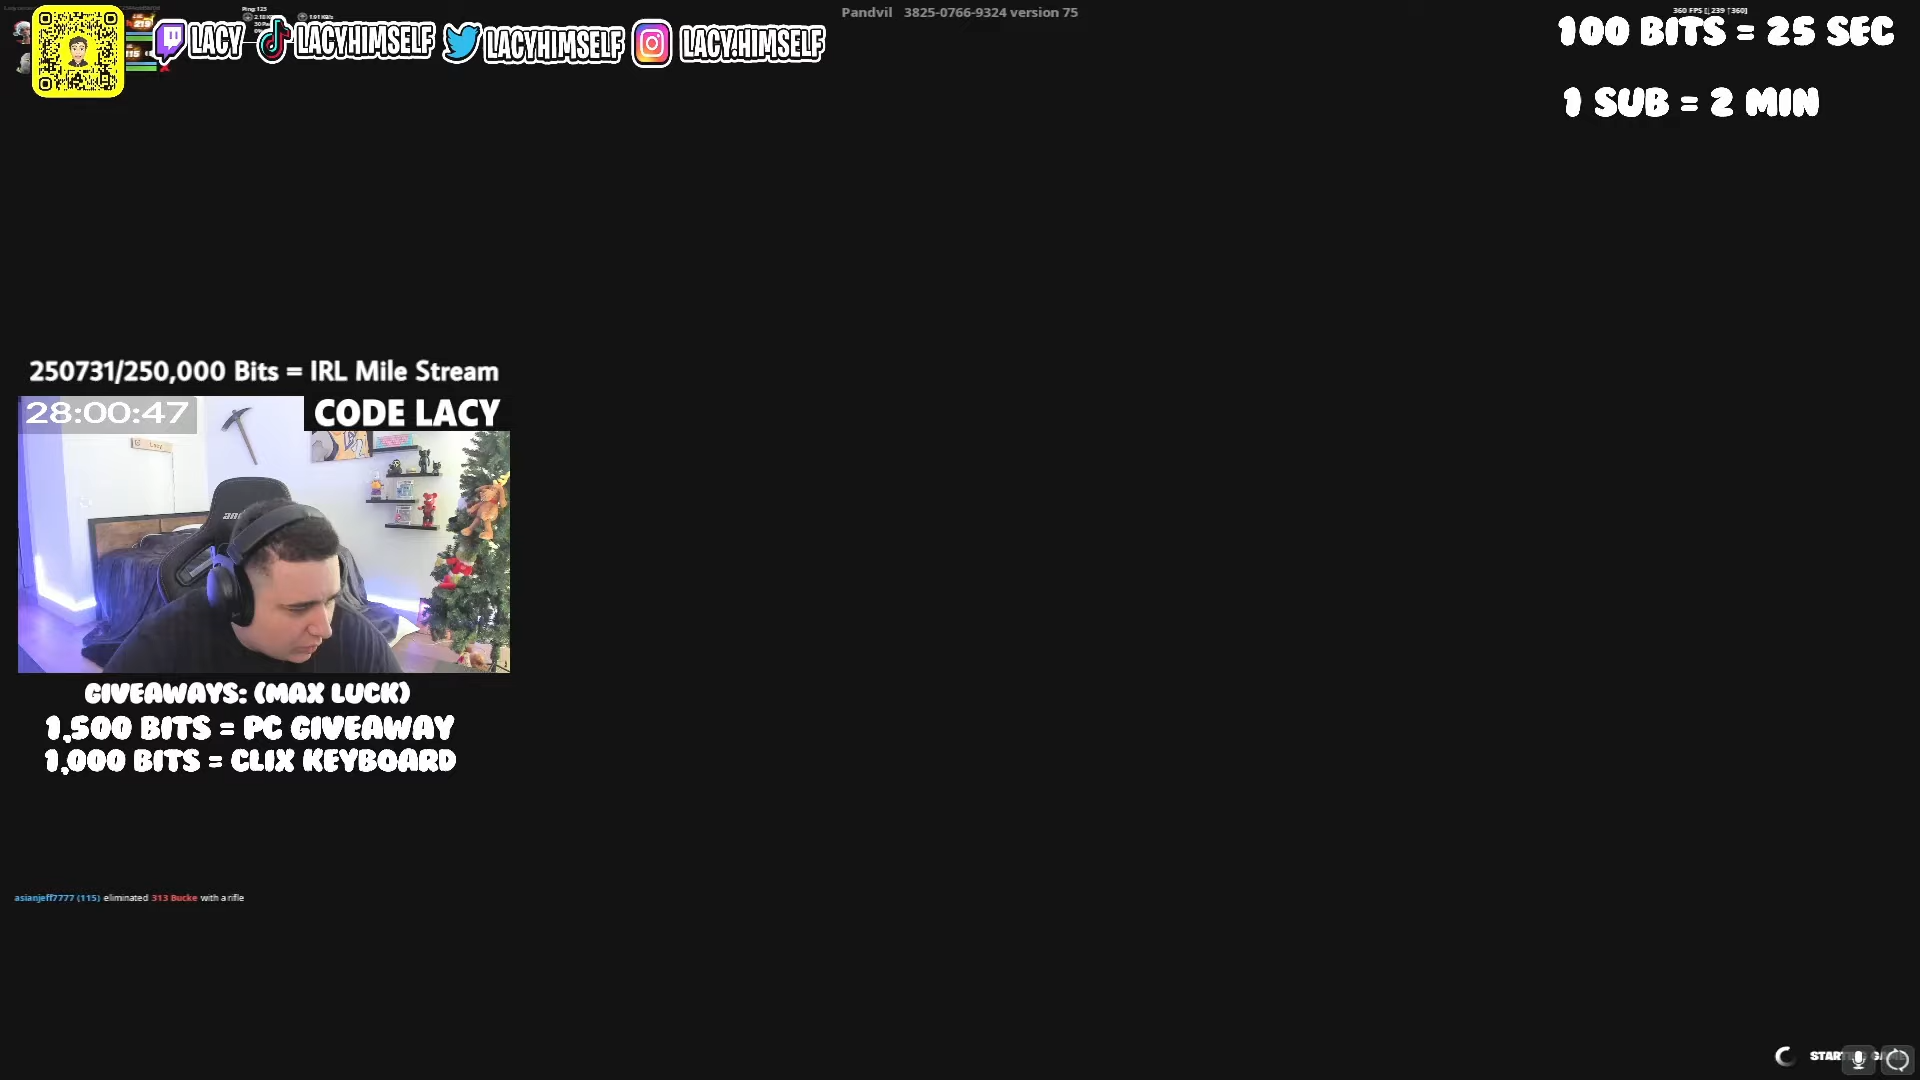 Pandvil 3825-0766-9324 version 75
LACY LACYHIMSELF LACYHIMSELF LACY.HIMSELF
100 BITS = 25 SEC
1 SUB = 2 MIN
250731/250,000 Bits = IRL Mile Stream
28:00:47
CODE LACY
GIVEAWAYS: (MAX LUCK)
1,500 BITS = PC GIVEAWAY
1,000 BITS = CLIX KEYBOARD
asianjeff7777 (115) eliminated 313 Bucke with a rifle